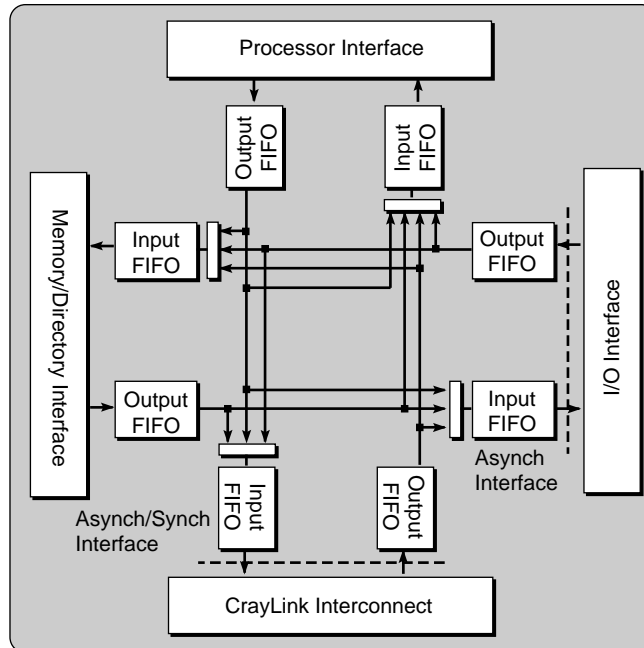 Processor Interface
Output
FIFO
Input
FIFO
Memory/Directory Interface
Input
FIFO
Output
FIFO
I/O Interface
Output
FIFO
Input
FIFO
Asynch
Interface
Asynch/Synch
Interface
Input
FIFO
Output
FIFO
CrayLink Interconnect